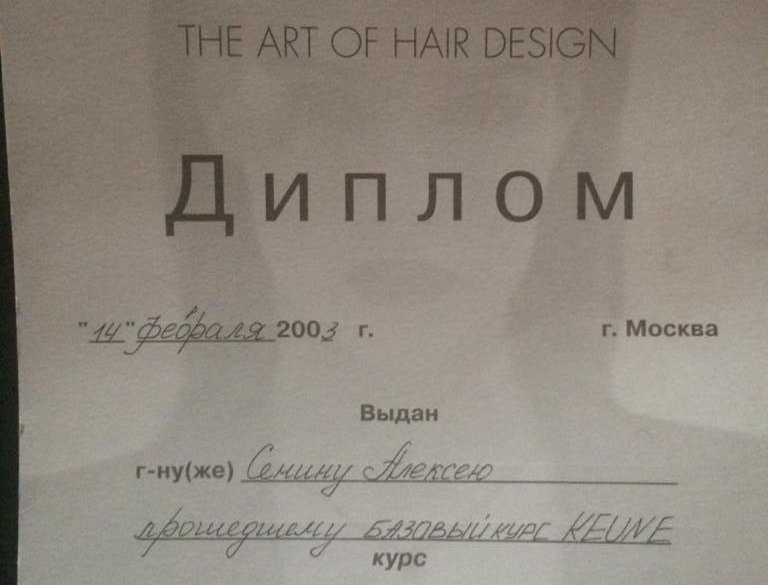 THE ART OF HAIR DESIGN
Диплом
"14" февраля 2003 г. г. Москва
Выдан
г-ну(же) Сенину Алексею
прошедшему базовый курс KEUNE
курс